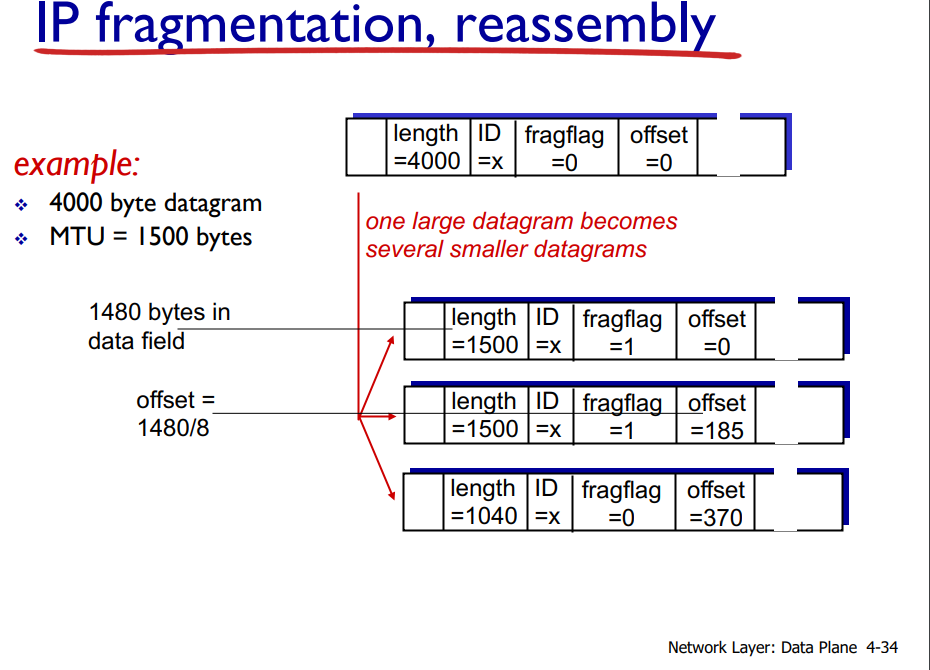 IP fragmentation, reassembly
length ID fragflag offset
=4000 =x =0 =0
example:
❖ 4000 byte datagram
❖ MTU = 1500 bytes
one large datagram becomes
several smaller datagrams
1480 bytes in
data field
length ID fragflag offset
=1500 =x =1 =0
offset =
1480/8
length ID fragflag offset
=1500 =x =1 =185
length ID fragflag offset
=1040 =x =0 =370
Network Layer: Data Plane 4-34